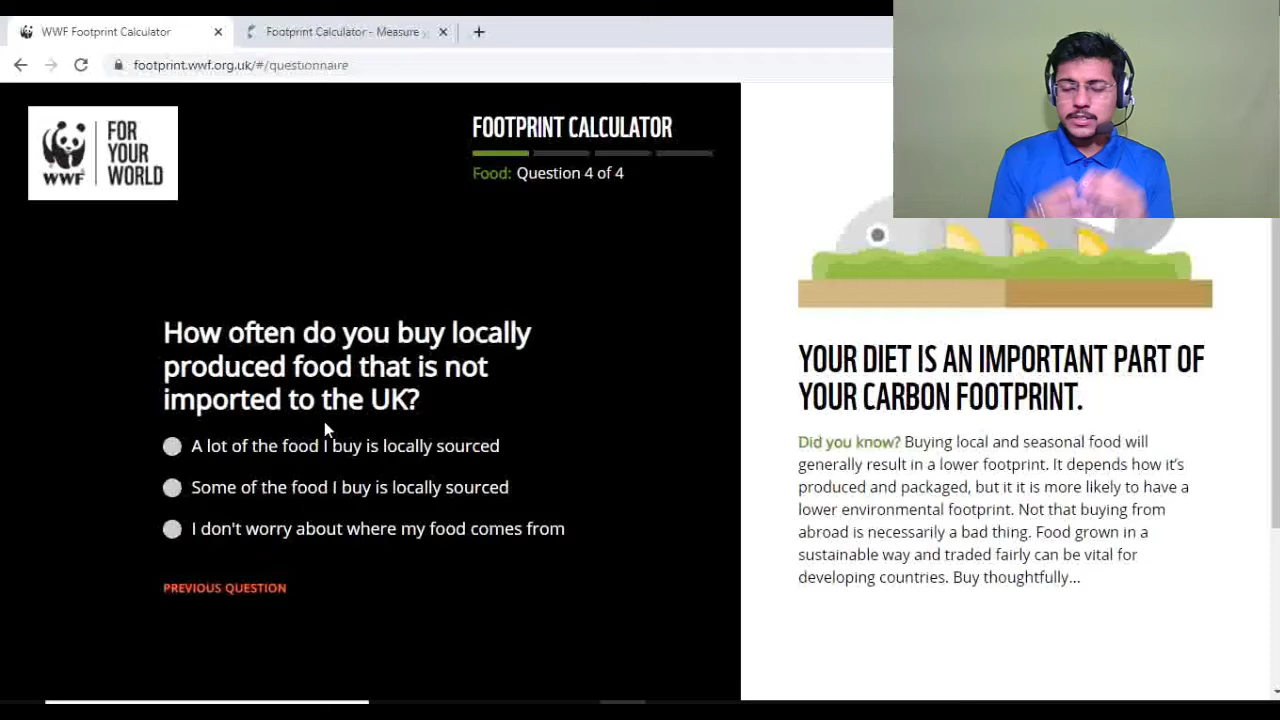 WWF Footprint Calculator
Footprint Calculator - Measure
footprint.wwf.org.uk/#/questionnaire
WWF
FOR
YOUR
WORLD
FOOTPRINT CALCULATOR
Food: Question 4 of 4
How often do you buy locally
produced food that is not
imported to the UK?
A lot of the food I buy is locally sourced
Some of the food I buy is locally sourced
I don't worry about where my food comes from
PREVIOUS QUESTION
YOUR DIET IS AN IMPORTANT PART OF
YOUR CARBON FOOTPRINT.
Did you know? Buying local and seasonal food will
generally result in a lower footprint. It depends how it's
produced and packaged, but it it is more likely to have a
lower environmental footprint. Not that buying from
abroad is necessarily a bad thing. Food grown in a
sustainable way and traded fairly can be vital for
developing countries. Buy thoughtfully...